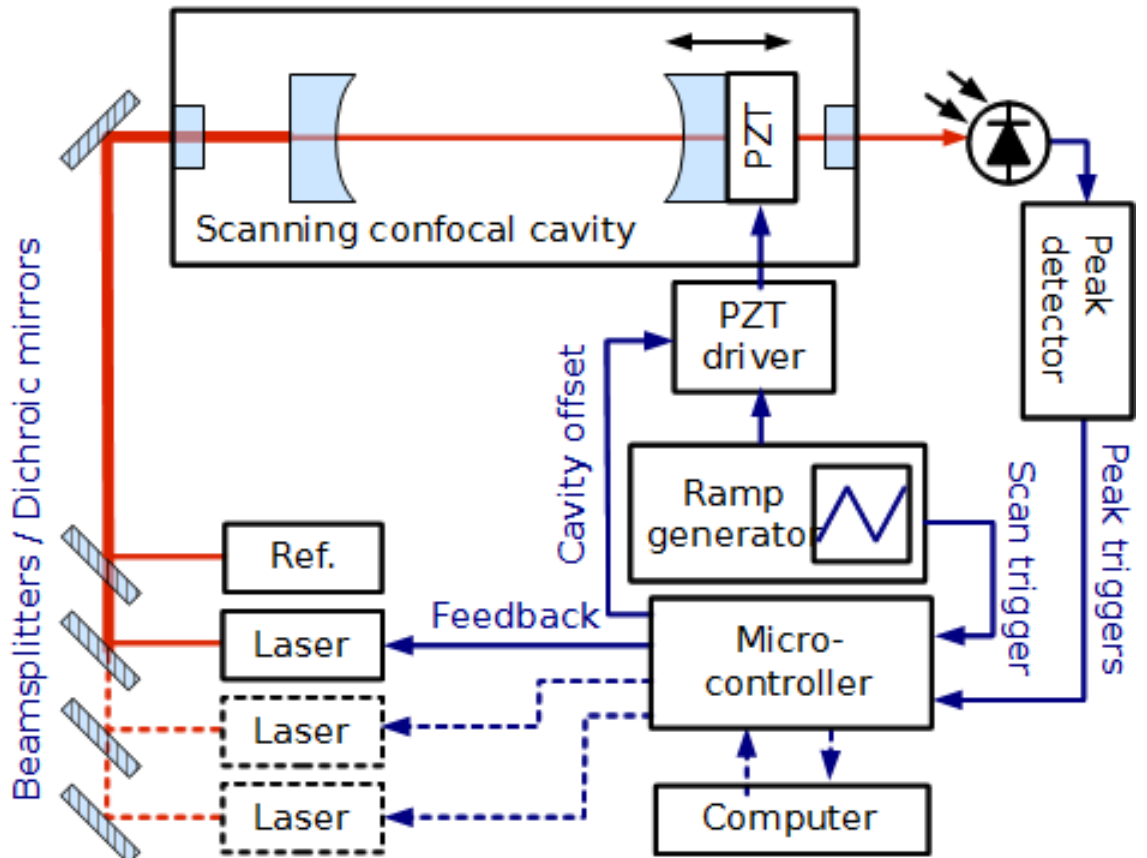 PZT
Scanning confocal cavity
Peak
detector
PZT
driver
Beamsplitters / Dichroic mirrors
Cavity offset
Ramp
generator
Scan trigger
Peak triggers
Ref.
Feedback
Laser
Micro-
controller
Laser
Laser
Computer